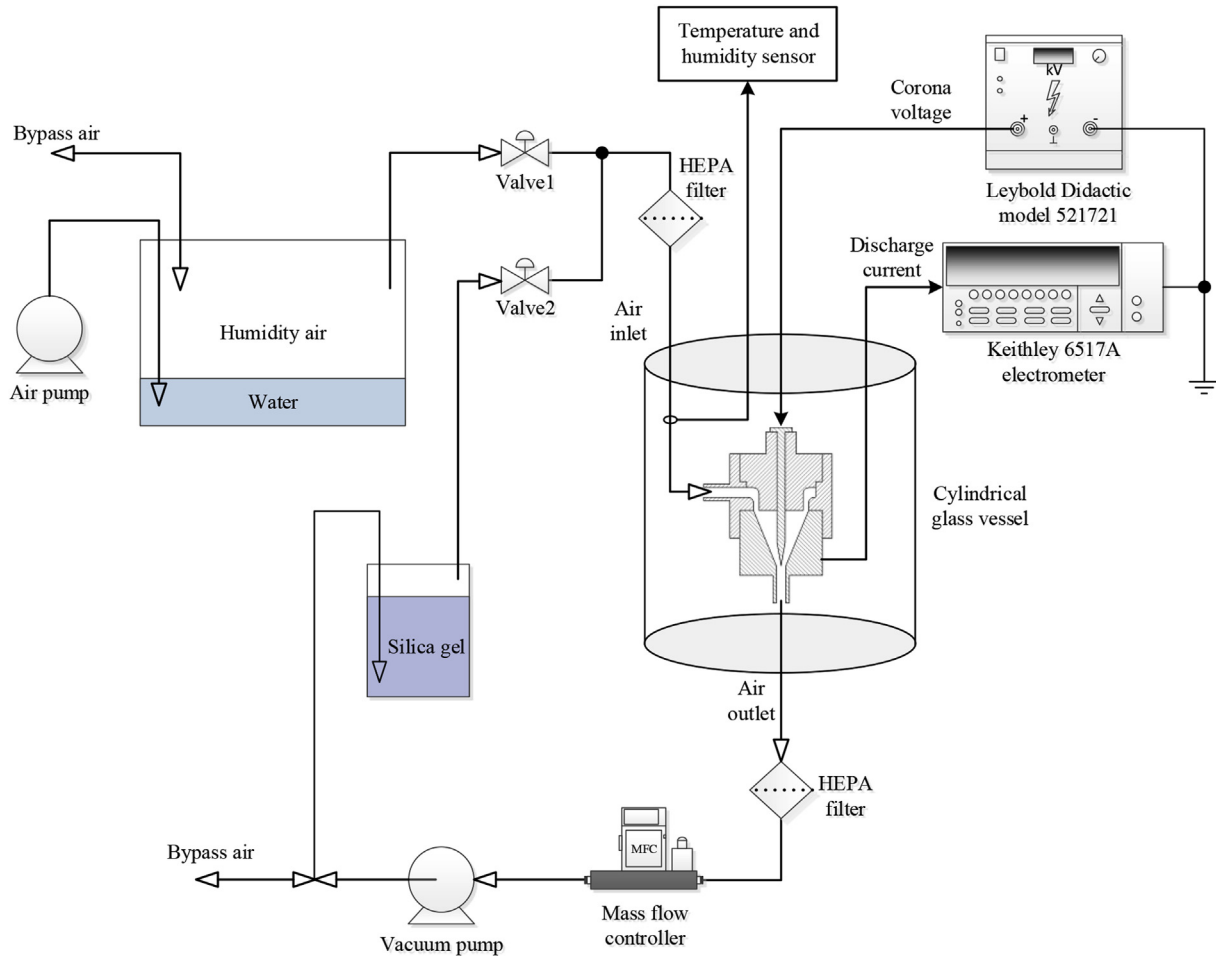 Temperature and
humidity sensor
kV
+
-
Corona
voltage
Bypass air
HEPA
filter
Valve1
Leybold Didactic
model 521721
Discharge
current
Valve2
Air
inlet
Humidity air
Keithley 6517A
electrometer
Air pump
Water
Cylindrical
glass vessel
Silica gel
Air
outlet
HEPA
filter
MFC
Bypass air
Mass flow
controller
Vacuum pump